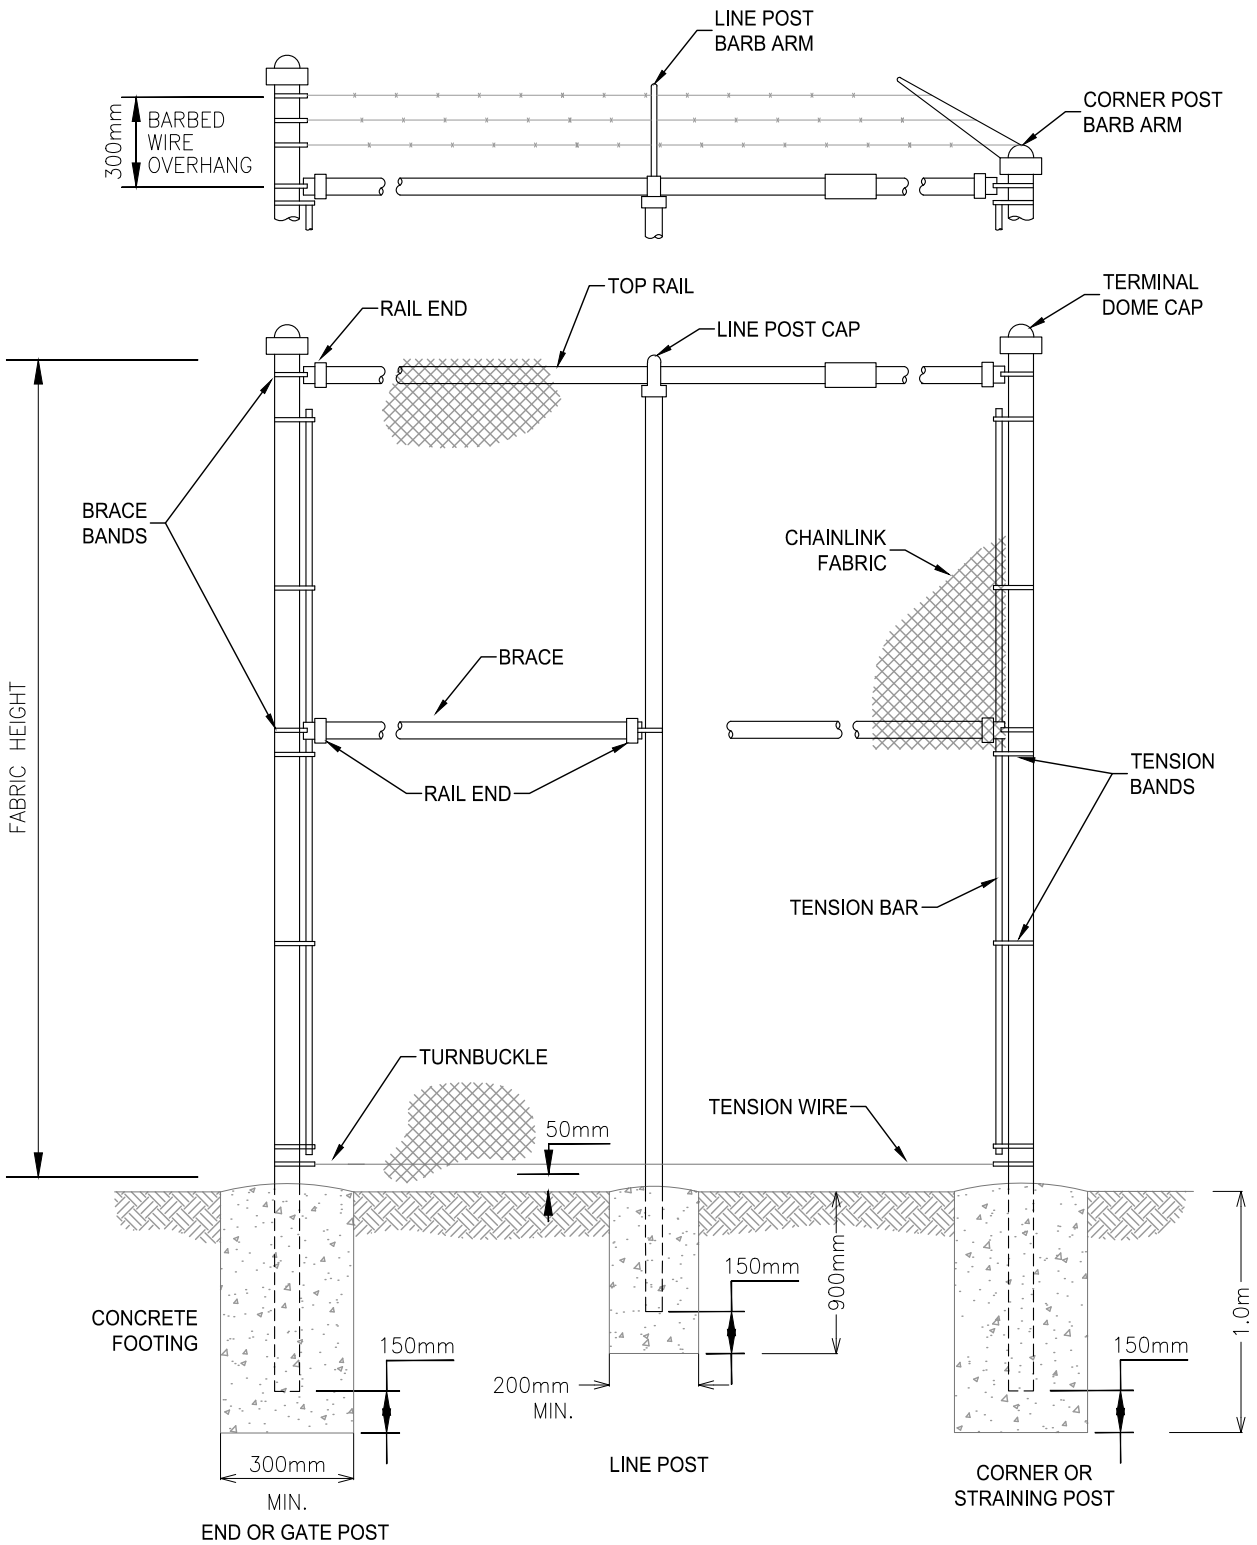 LINE POST
BARB ARM
CORNER POST
BARB ARM
300mm
BARBED
WIRE
OVERHANG
TOP RAIL
TERMINAL
DOME CAP
RAIL END
LINE POST CAP
BRACE
BANDS
CHAINLINK
FABRIC
BRACE
FABRIC HEIGHT
RAIL END
TENSION
BANDS
TENSION BAR
TURNBUCKLE
TENSION WIRE
50mm
150mm
900mm
1.0m
CONCRETE
FOOTING
150mm
150mm
200mm
MIN.
300mm
MIN.
LINE POST
CORNER OR
STRAINING POST
END OR GATE POST